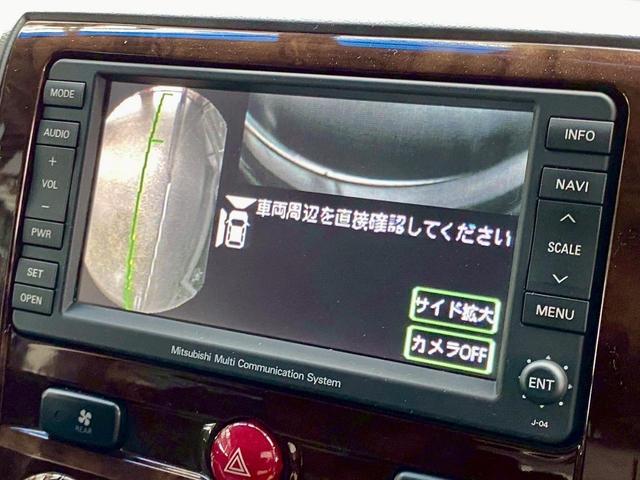 MODE
AUDIO
+
VOL
−
PWR
SET
OPEN
車両周辺を直接確認してください
サイド拡大
カメラOFF
INFO
NAVI
SCALE
MENU
ENT
J-04
Mitsubishi Multi Communication System
REAR